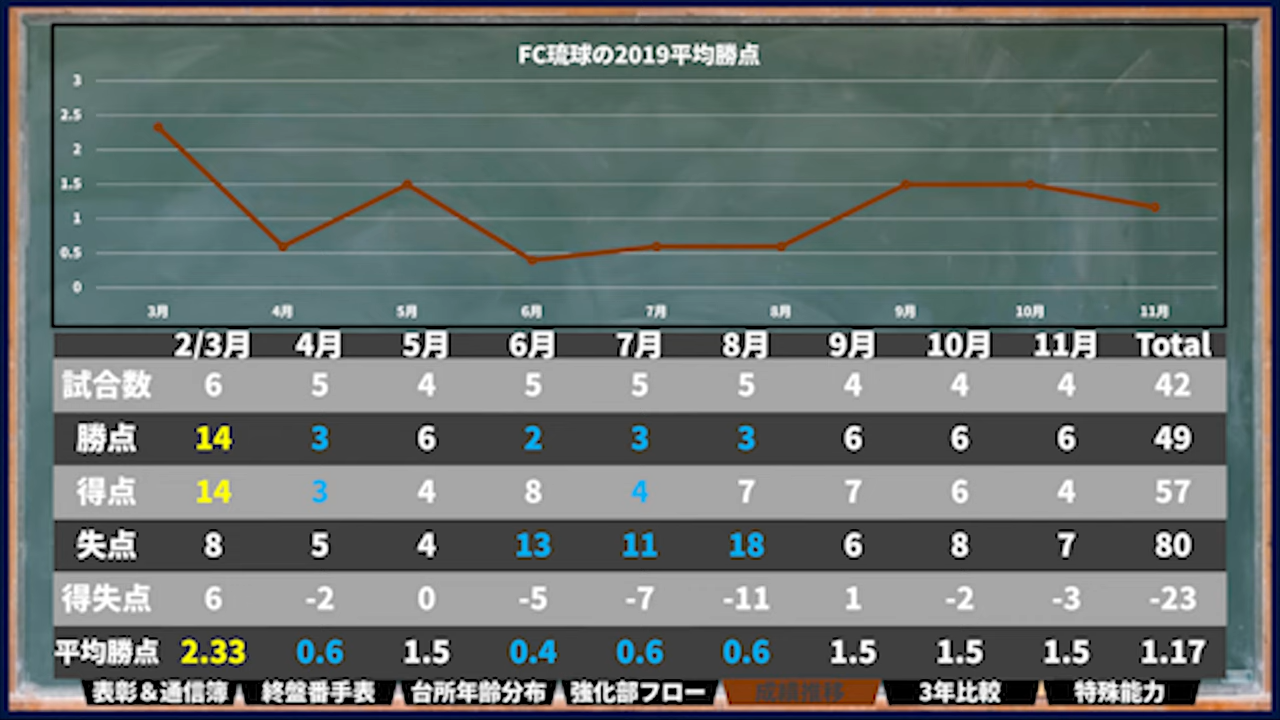 FC琉球の2019平均勝点
3
2.5
2
1.5
1
0.5
0
3月 4月 5月 6月 7月 8月 9月 10月 11月
2/3月 4月 5月 6月 7月 8月 9月 10月 11月 Total
試合数 6 5 4 5 5 5 4 4 4 42
勝点 14 3 6 2 3 3 6 6 6 49
得点 14 3 4 8 4 7 7 6 4 57
失点 8 5 4 13 11 18 6 8 7 80
得失点 6 -2 0 -5 -7 -11 1 -2 -3 -23
平均勝点 2.33 0.6 1.5 0.4 0.6 0.6 1.5 1.5 1.5 1.17
表彰＆通信簿 終盤番手表 台所年齢分布 強化部フロー 成績推移 3年比較 特殊能力